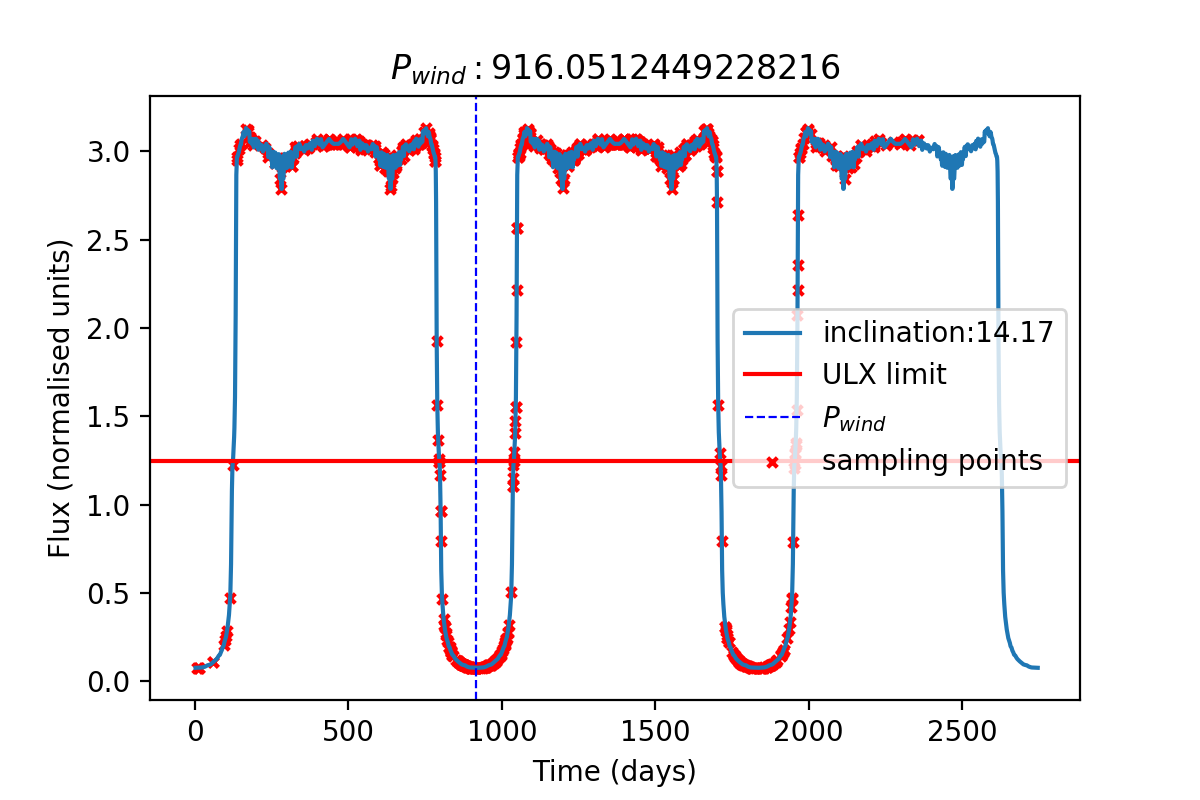 P_wind : 916.0512449228216
3.0
2.5
2.0
1.5
1.0
0.5
0.0
Flux (normalised units)
inclination:14.17
ULX limit
P_wind
sampling points
0 500 1000 1500 2000 2500
Time (days)